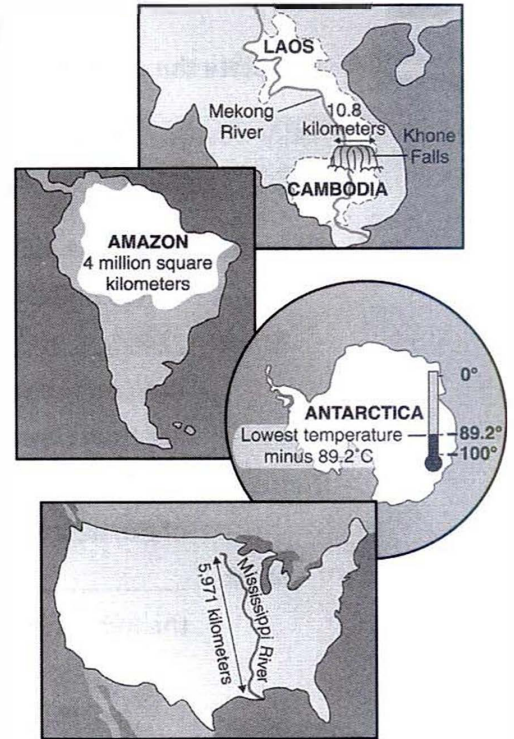 LAOS
Mekong
River
10.8
kilometers
Khone
Falls
CAMBODIA
AMAZON
4 million square
kilometers
0°
ANTARCTICA
Lowest temperature
minus 89.2°C
-89.2°
-100°
Mississippi River
5,971 kilometers